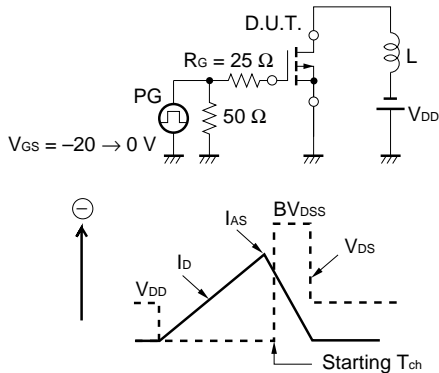 D.U.T.
RG = 25 Ω
L
PG
50 Ω
VDD
VGS = −20 → 0 V
−
BVDSS
IAS
ID
VDS
VDD
Starting Tch